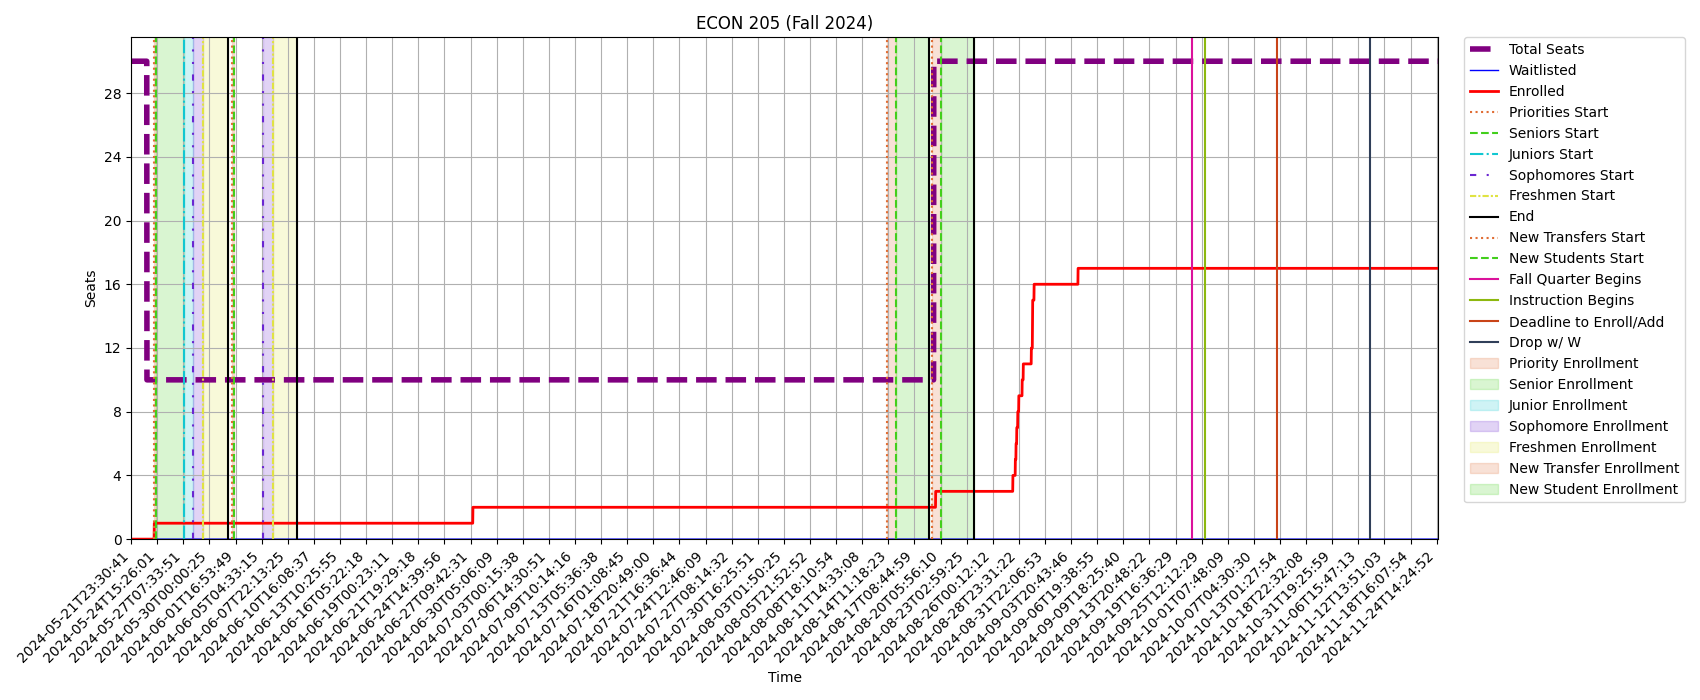 ECON 205 (Fall 2024)
Seats
28
24
20
16
12
8
4
0
2024-05-21T23:30:41
2024-05-24T15:26:01
2024-05-27T07:33:51
2024-05-30T00:00:25
2024-06-01T16:53:49
2024-06-05T04:33:15
2024-06-07T22:13:25
2024-06-10T16:08:37
2024-06-13T10:25:55
2024-06-16T05:22:18
2024-06-19T00:23:11
2024-06-21T19:29:18
2024-06-24T14:39:56
2024-06-27T09:42:31
2024-06-30T05:06:09
2024-07-03T00:15:38
2024-07-06T14:30:51
2024-07-09T10:14:16
2024-07-13T05:36:38
2024-07-16T01:08:45
2024-07-18T20:49:00
2024-07-21T16:36:44
2024-07-24T12:46:09
2024-07-27T08:14:32
2024-07-30T16:25:51
2024-08-03T01:50:25
2024-08-05T21:52:52
2024-08-08T18:10:54
2024-08-11T14:33:08
2024-08-14T11:18:23
2024-08-17T08:44:59
2024-08-20T05:56:10
2024-08-23T02:59:25
2024-08-26T00:12:12
2024-08-28T21:31:22
2024-08-31T22:06:53
2024-09-03T20:43:46
2024-09-06T19:38:55
2024-09-09T18:25:40
2024-09-13T20:48:22
2024-09-19T16:36:29
2024-09-25T12:12:29
2024-10-01T07:48:09
2024-10-07T04:30:30
2024-10-13T01:27:54
2024-10-18T22:32:08
2024-10-31T19:25:59
2024-11-06T15:47:13
2024-11-12T13:51:03
2024-11-18T16:07:54
2024-11-24T14:24:52
Time
Total Seats
Waitlisted
Enrolled
Priorities Start
Seniors Start
Juniors Start
Sophomores Start
Freshmen Start
End
New Transfers Start
New Students Start
Fall Quarter Begins
Instruction Begins
Deadline to Enroll/Add
Drop w/ W
Priority Enrollment
Senior Enrollment
Junior Enrollment
Sophomore Enrollment
Freshmen Enrollment
New Transfer Enrollment
New Student Enrollment